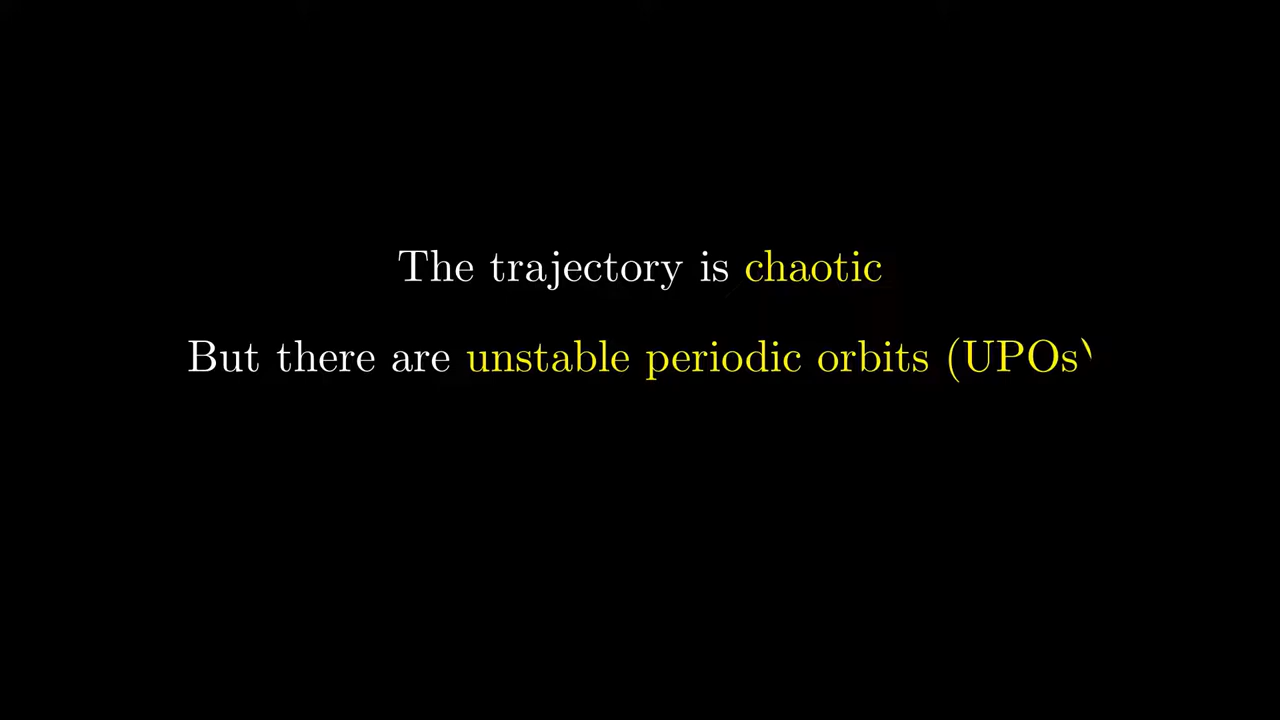 The trajectory is chaotic
But there are unstable periodic orbits (UPOs)